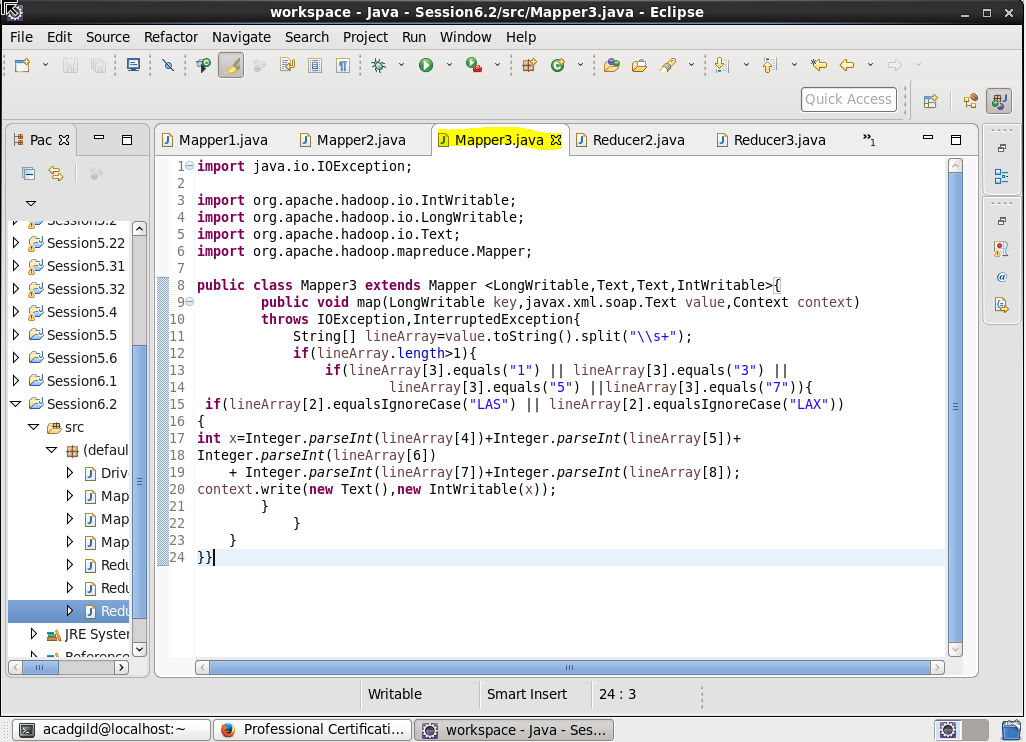 workspace - Java - Session6.2/src/Mapper3.java - Eclipse
File Edit Source Refactor Navigate Search Project Run Window Help
Quick Access
Pac
Mapper1.java Mapper2.java Mapper3.java Reducer2.java Reducer3.java »1
Session5.2
Session5.22
Session5.31
Session5.32
Session5.4
Session5.5
Session5.6
Session6.1
Session6.2
src
(defaul
Driv
Map
Map
Map
Redu
Redu
Redu
JRE System
Reference
1 import java.io.IOException;
2
3 import org.apache.hadoop.io.IntWritable;
4 import org.apache.hadoop.io.LongWritable;
5 import org.apache.hadoop.io.Text;
6 import org.apache.hadoop.mapreduce.Mapper;
7
8 public class Mapper3 extends Mapper <LongWritable,Text,Text,IntWritable>{
9 public void map(LongWritable key,javax.xml.soap.Text value,Context context)
10 throws IOException,InterruptedException{
11 String[] lineArray=value.toString().split("\\s+");
12 if(lineArray.length>1){
13 if(lineArray[3].equals("1") || lineArray[3].equals("3") ||
14 lineArray[3].equals("5") ||lineArray[3].equals("7")){
15 if(lineArray[2].equalsIgnoreCase("LAS") || lineArray[2].equalsIgnoreCase("LAX"))
16 {
17 int x=Integer.parseInt(lineArray[4])+Integer.parseInt(lineArray[5])+
18 Integer.parseInt(lineArray[6])
19 + Integer.parseInt(lineArray[7])+Integer.parseInt(lineArray[8]);
20 context.write(new Text(),new IntWritable(x));
21 }
22 }
23 }
24 }}
Writable Smart Insert 24 : 3
acadgild@localhost:~ Professional Certificati... workspace - Java - Ses...